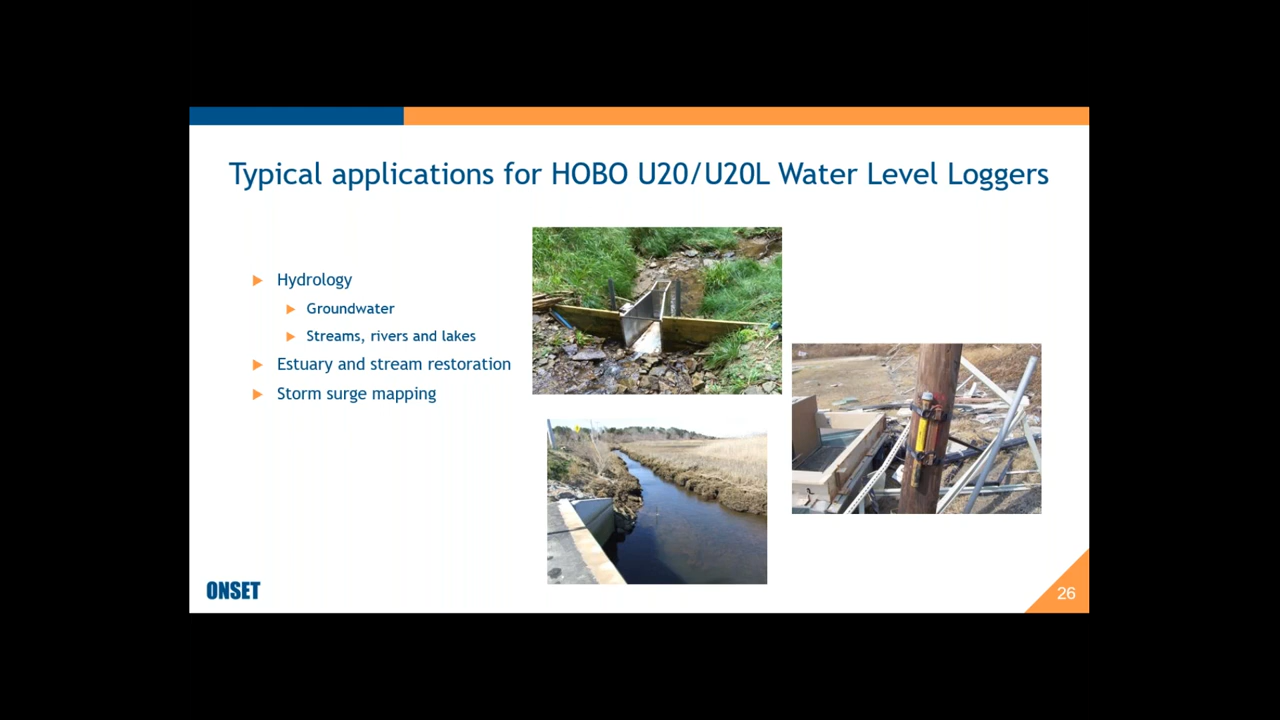 Typical applications for HOBO U20/U20L Water Level Loggers
Hydrology
Groundwater
Streams, rivers and lakes
Estuary and stream restoration
Storm surge mapping
ONSET
26